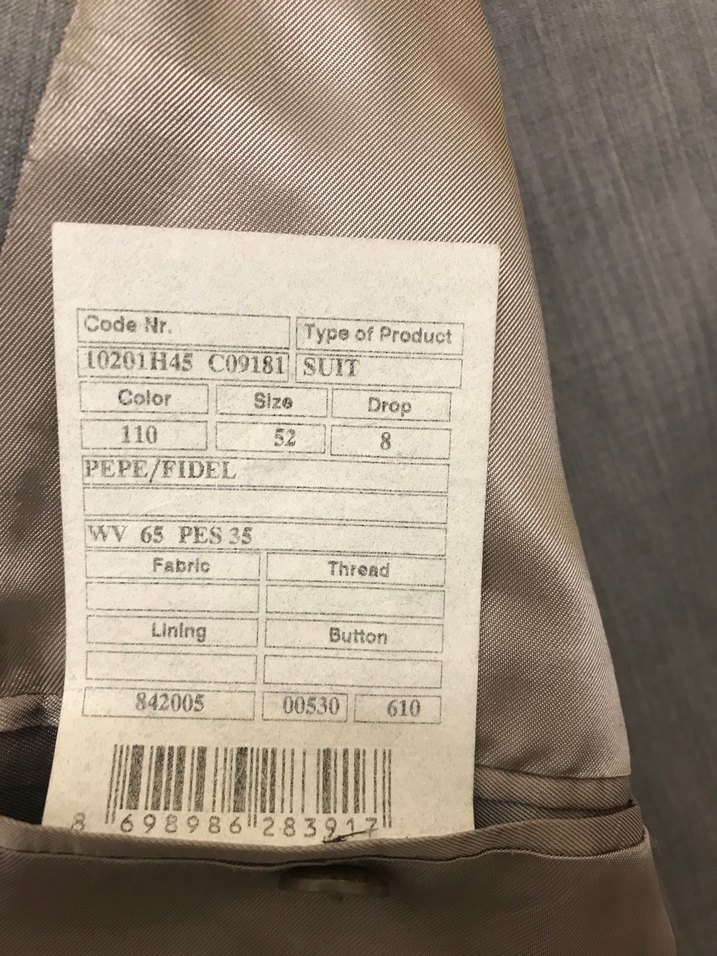 Code Nr. Type of Product
10201H45 C09181 SUIT
Color Size Drop
110 52 8
PEPE/FIDEL
WV 65 PES 35
Fabric Thread
Lining Button
842005 00530 610
8 698986 283917